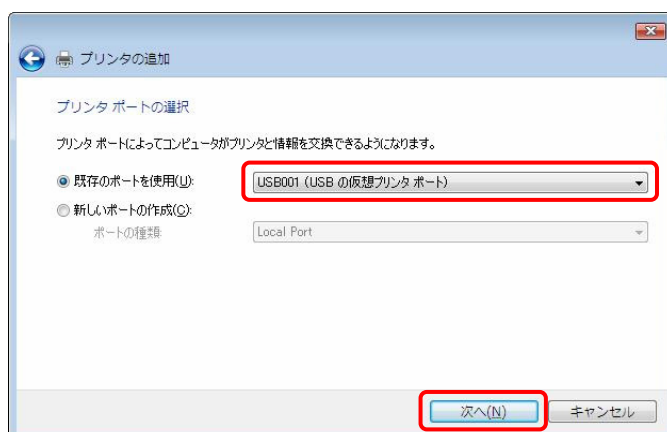 プリンタの追加
プリンタ ポートの選択
プリンタ ポートによってコンピュータがプリンタと情報を交換できるようになります。
既存のポートを使用(U): USB001 (USB の仮想プリンタ ポート)
新しいポートの作成(C):
ポートの種類: Local Port
次へ(N) キャンセル